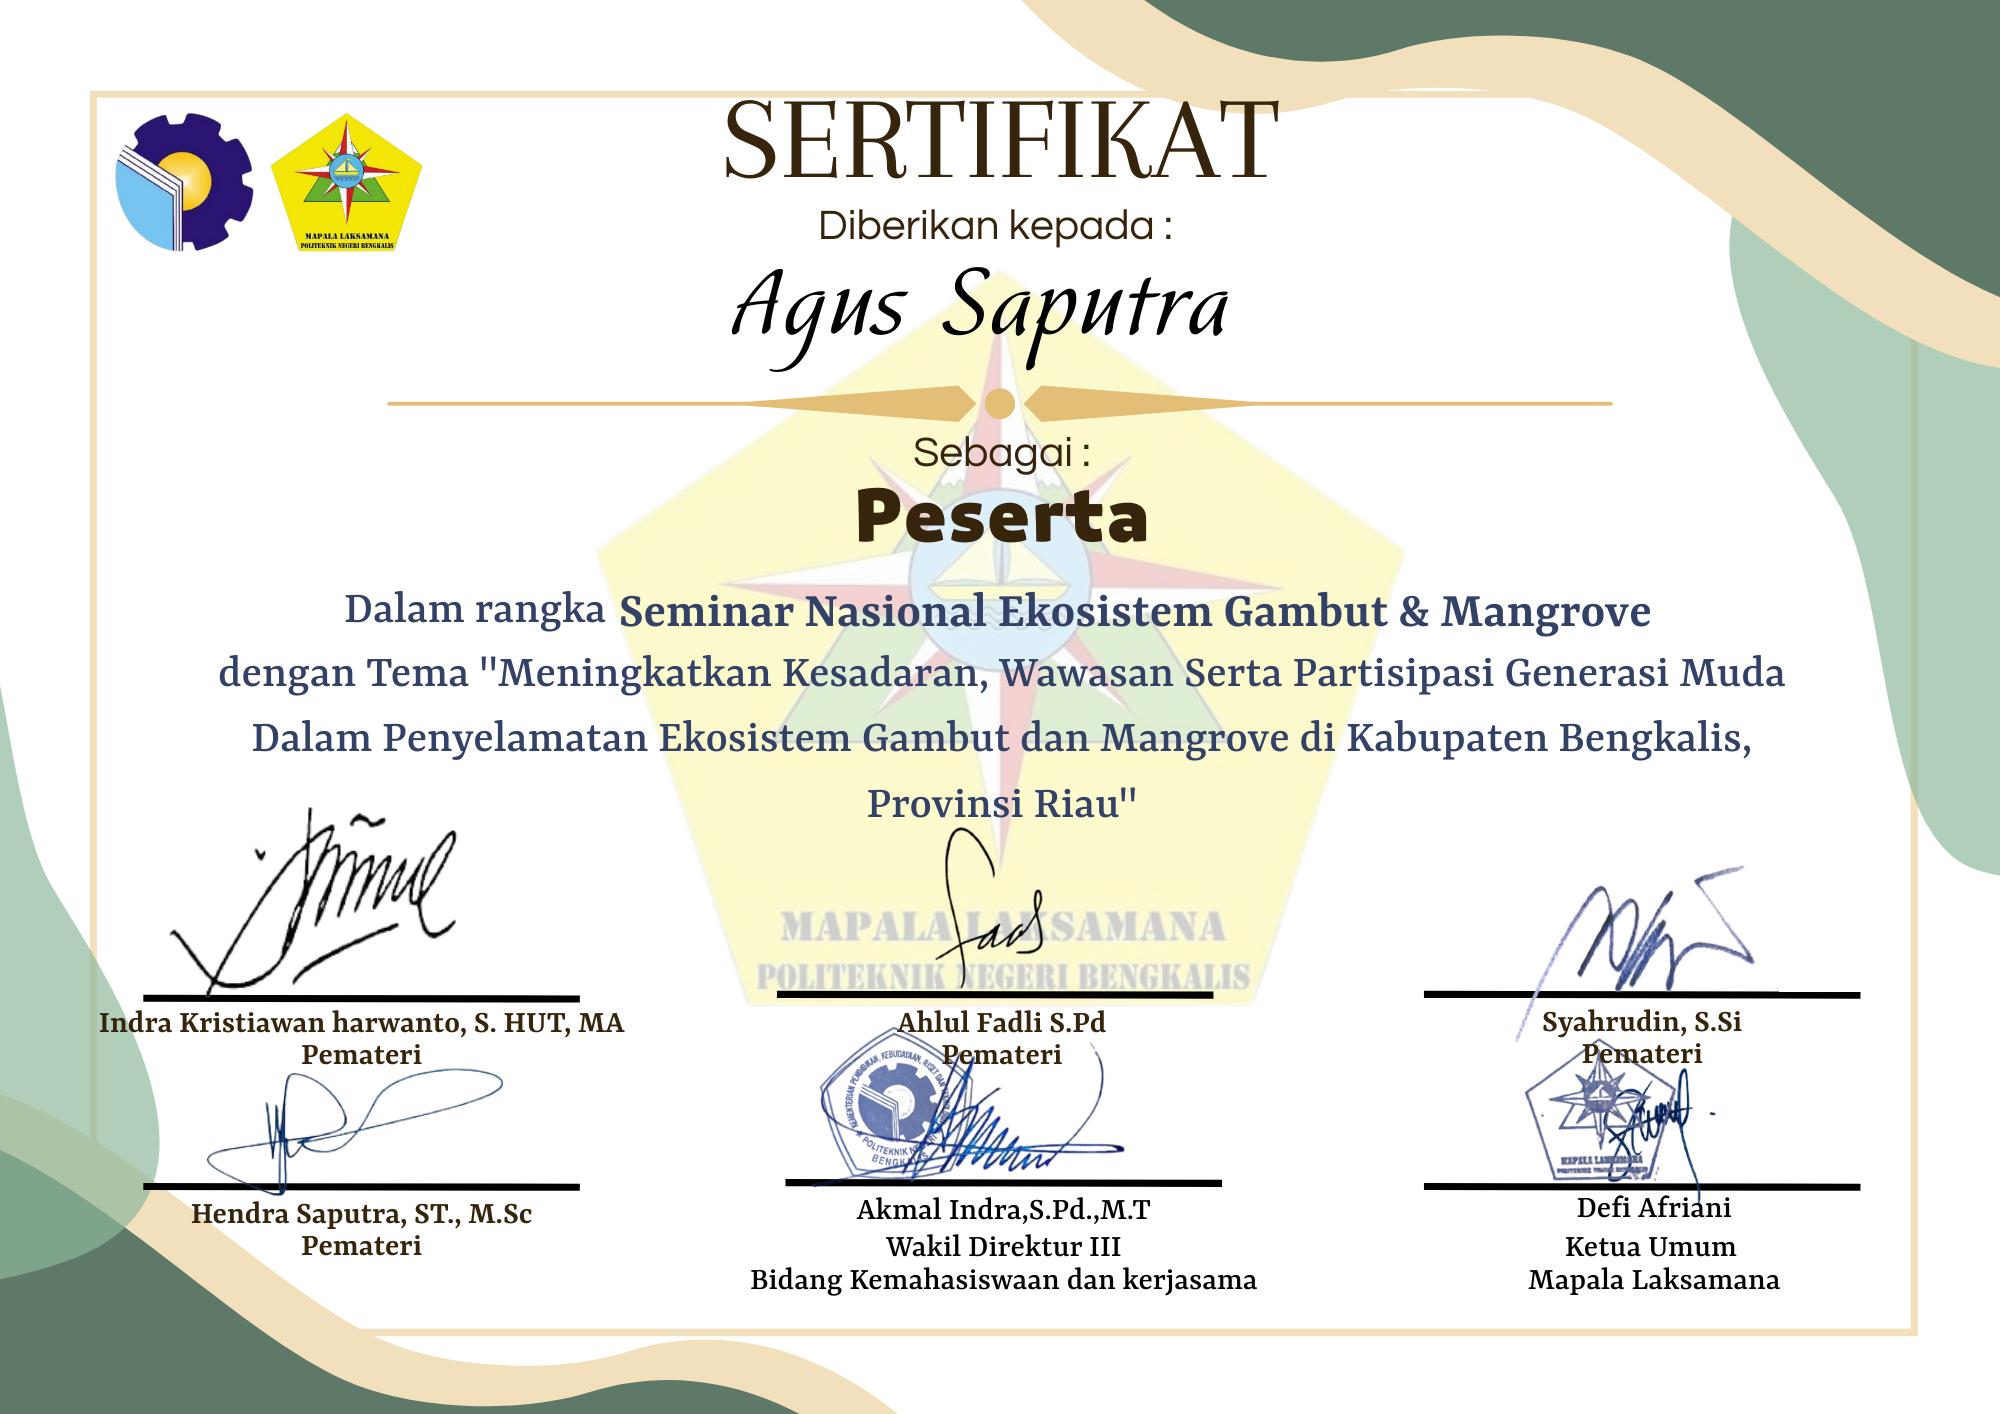 SERTIFIKAT
MAPALA LAKSAMANA
POLITEKNIK NEGERI BENGKALIS
Diberikan kepada :
Agus Saputra
Sebagai :
Peserta
Dalam rangka Seminar Nasional Ekosistem Gambut & Mangrove
dengan Tema "Meningkatkan Kesadaran, Wawasan Serta Partisipasi Generasi Muda
Dalam Penyelamatan Ekosistem Gambut dan Mangrove di Kabupaten Bengkalis,
Provinsi Riau"
MAPALA LAKSAMANA
POLITEKNIK NEGERI BENGKALIS
Indra Kristiawan harwanto, S. HUT, MA
Pemateri
Ahlul Fadli S.Pd
Pemateri
Syahrudin, S.Si
Pemateri
KEMENTERIAN PENDIDIKAN, KEBUDAYAAN, RISET DAN
POLITEKNIK NEGERI
BENGKALIS
MAPALA LAKSAMANA
POLITEKNIK NEGERI BENGKALIS
Hendra Saputra, ST., M.Sc
Pemateri
Akmal Indra,S.Pd.,M.T
Wakil Direktur III
Bidang Kemahasiswaan dan kerjasama
Defi Afriani
Ketua Umum
Mapala Laksamana